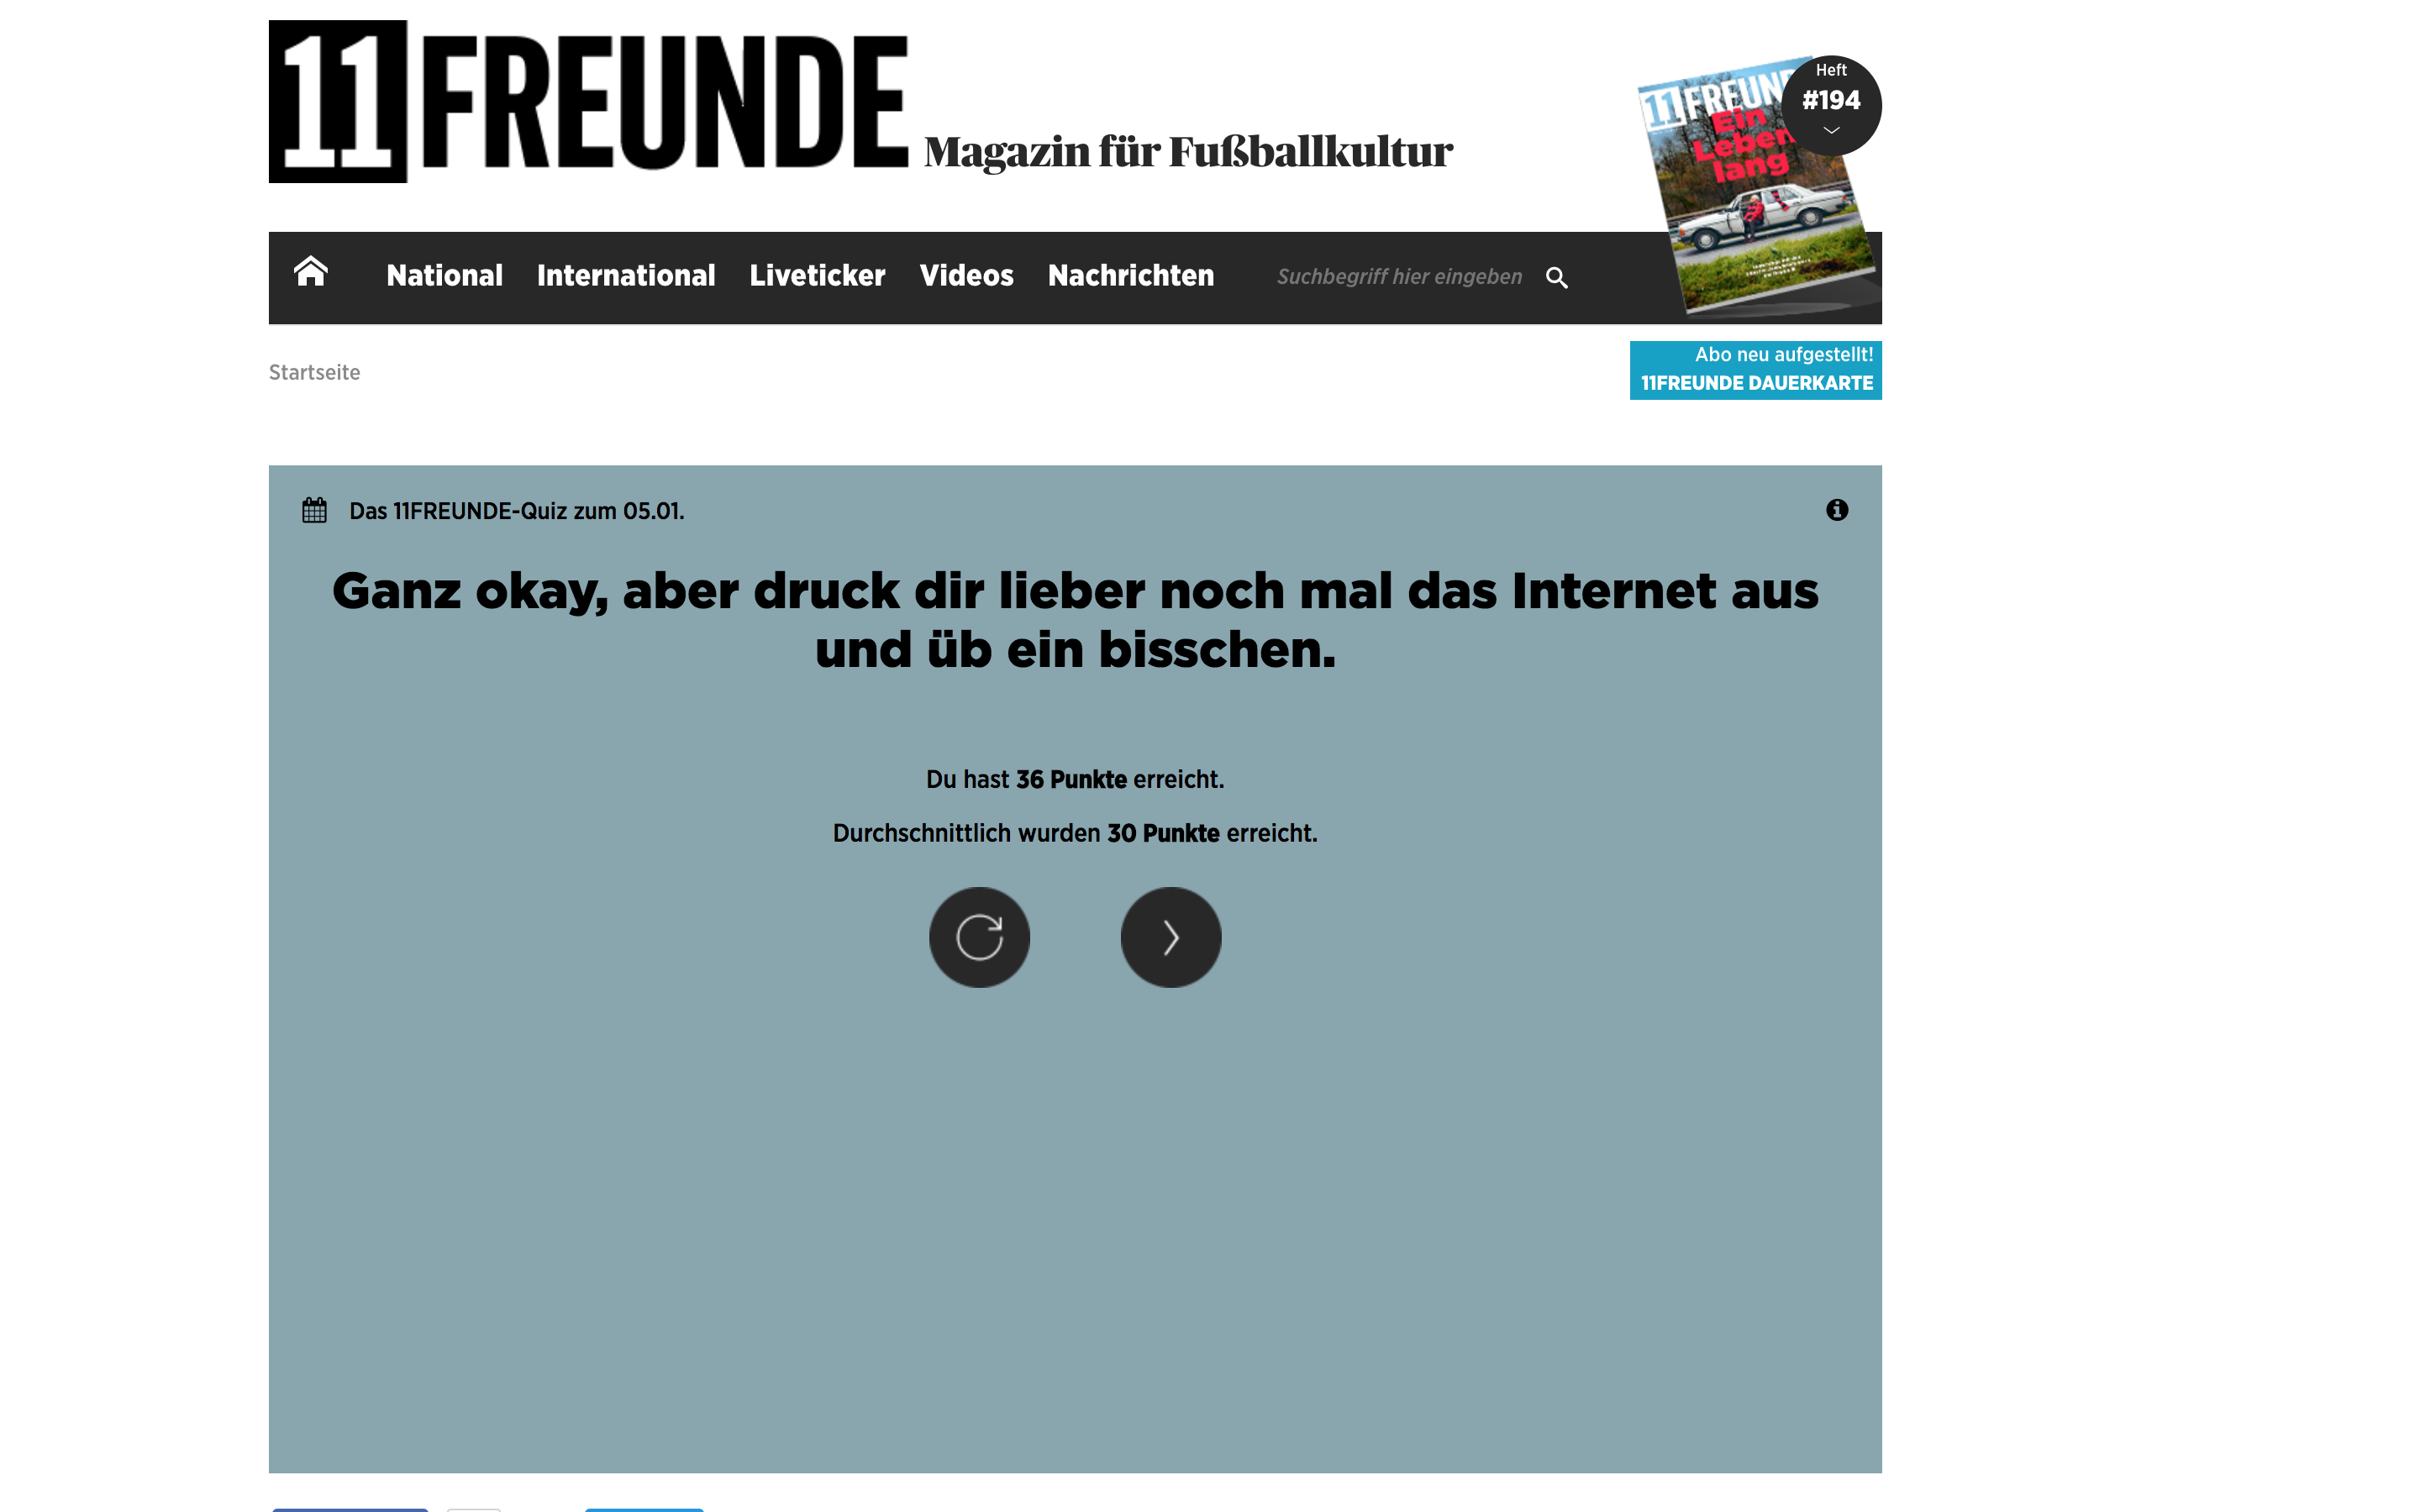 11FREUNDE
Magazin für Fußballkultur
Heft
#194
11FREUN
Ein
Leben
lang
National International Liveticker Videos Nachrichten Suchbegriff hier eingeben
Startseite
Abo neu aufgestellt!
11FREUNDE DAUERKARTE
Das 11FREUNDE-Quiz zum 05.01.
Ganz okay, aber druck dir lieber noch mal das Internet aus
und üb ein bisschen.
Du hast 36 Punkte erreicht.
Durchschnittlich wurden 30 Punkte erreicht.